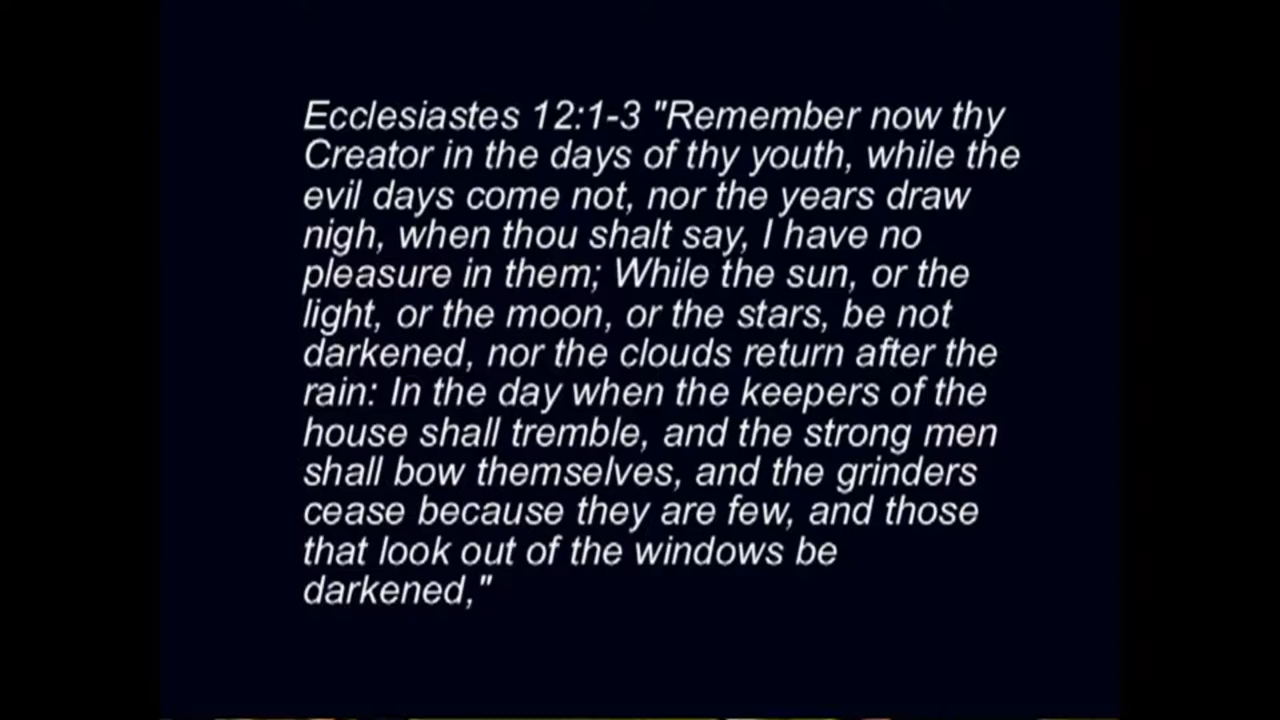 Ecclesiastes 12:1-3 "Remember now thy
Creator in the days of thy youth, while the
evil days come not, nor the years draw
nigh, when thou shalt say, I have no
pleasure in them; While the sun, or the
light, or the moon, or the stars, be not
darkened, nor the clouds return after the
rain: In the day when the keepers of the
house shall tremble, and the strong men
shall bow themselves, and the grinders
cease because they are few, and those
that look out of the windows be
darkened,"